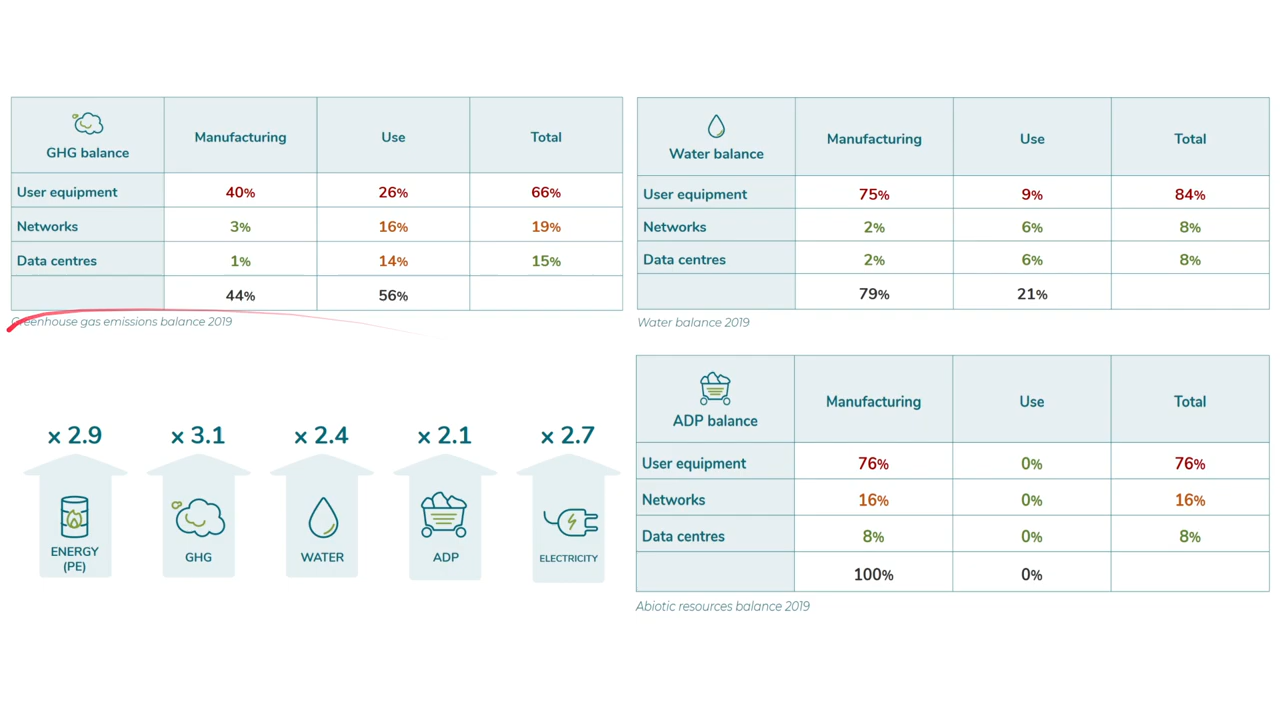 GHG balance Manufacturing Use Total
User equipment 40% 26% 66%
Networks 3% 16% 19%
Data centres 1% 14% 15%
44% 56%
Greenhouse gas emissions balance 2019
Water balance Manufacturing Use Total
User equipment 75% 9% 84%
Networks 2% 6% 8%
Data centres 2% 6% 8%
79% 21%
Water balance 2019
x 2.9 x 3.1 x 2.4 x 2.1 x 2.7
ENERGY
(PE) GHG WATER ADP ELECTRICITY
ADP balance Manufacturing Use Total
User equipment 76% 0% 76%
Networks 16% 0% 16%
Data centres 8% 0% 8%
100% 0%
Abiotic resources balance 2019